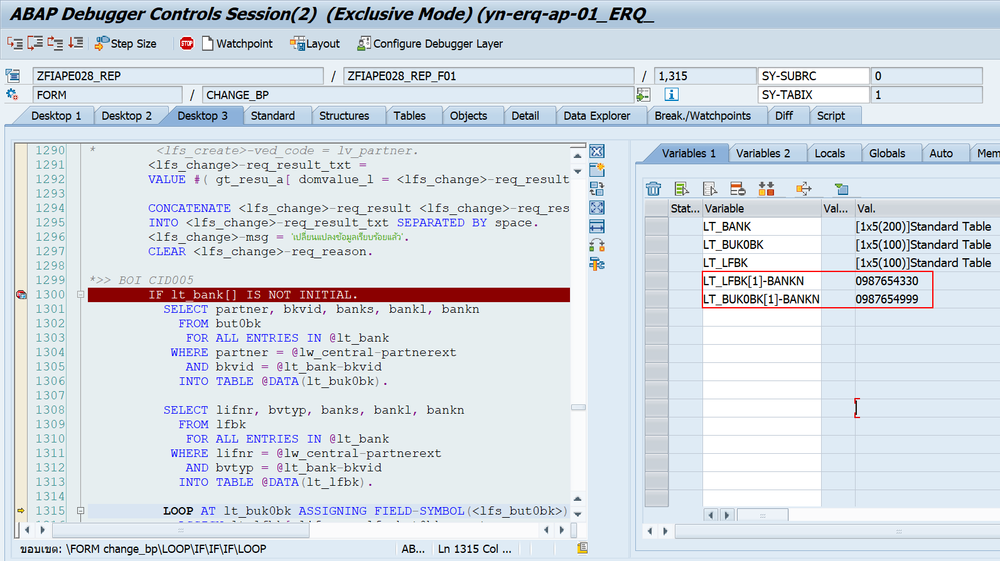 ABAP Debugger Controls Session(2)  (Exclusive Mode) (yn-erq-ap-01_ERQ_
Step Size STOP Watchpoint Layout Configure Debugger Layer
ZFIAPE028_REP / ZFIAPE028_REP_F01 / 1,315 SY-SUBRC 0
FORM / CHANGE_BP SY-TABIX 1
Desktop 1 Desktop 2 Desktop 3 Standard Structures Tables Objects Detail Data Explorer Break./Watchpoints Diff Script
1290 * <lfs_create>-ved_code = lv_partner.
1291 <lfs_change>-req_result_txt =
1292 VALUE #( gt_resu_a[ domvalue_l = <lfs_change>-req_result
1293
1294 CONCATENATE <lfs_change>-req_result <lfs_change>-req_res
1295 INTO <lfs_change>-req_result_txt SEPARATED BY space.
1296 <lfs_change>-msg = 'เปลี่ยนแปลงข้อมูลเรียบร้อยแล้ว'.
1297 CLEAR <lfs_change>-req_reason.
1298
1299 *>> BOI CID005
1300 IF lt_bank[] IS NOT INITIAL.
1301 SELECT partner, bkvid, banks, bankl, bankn
1302 FROM but0bk
1303 FOR ALL ENTRIES IN @lt_bank
1304 WHERE partner = @lw_central-partnerext
1305 AND bkvid = @lt_bank-bkvid
1306 INTO TABLE @DATA(lt_buk0bk).
1307
1308 SELECT lifnr, bvtyp, banks, bankl, bankn
1309 FROM lfbk
1310 FOR ALL ENTRIES IN @lt_bank
1311 WHERE lifnr = @lw_central-partnerext
1312 AND bvtyp = @lt_bank-bkvid
1313 INTO TABLE @DATA(lt_lfbk).
1314
1315 LOOP AT lt_buk0bk ASSIGNING FIELD-SYMBOL(<lfs_but0bk>)
ขอบเขต: \FORM change_bp\LOOP\IF\IF\IF\LOOP AB... Ln 1315 Col ...
Variables 1 Variables 2 Locals Globals Auto Mem
Stat... Variable Val... Val.
LT_BANK [1x5(200)]Standard Table
LT_BUK0BK [1x5(100)]Standard Table
LT_LFBK [1x5(100)]Standard Table
LT_LFBK[1]-BANKN 0987654330
LT_BUK0BK[1]-BANKN 0987654999